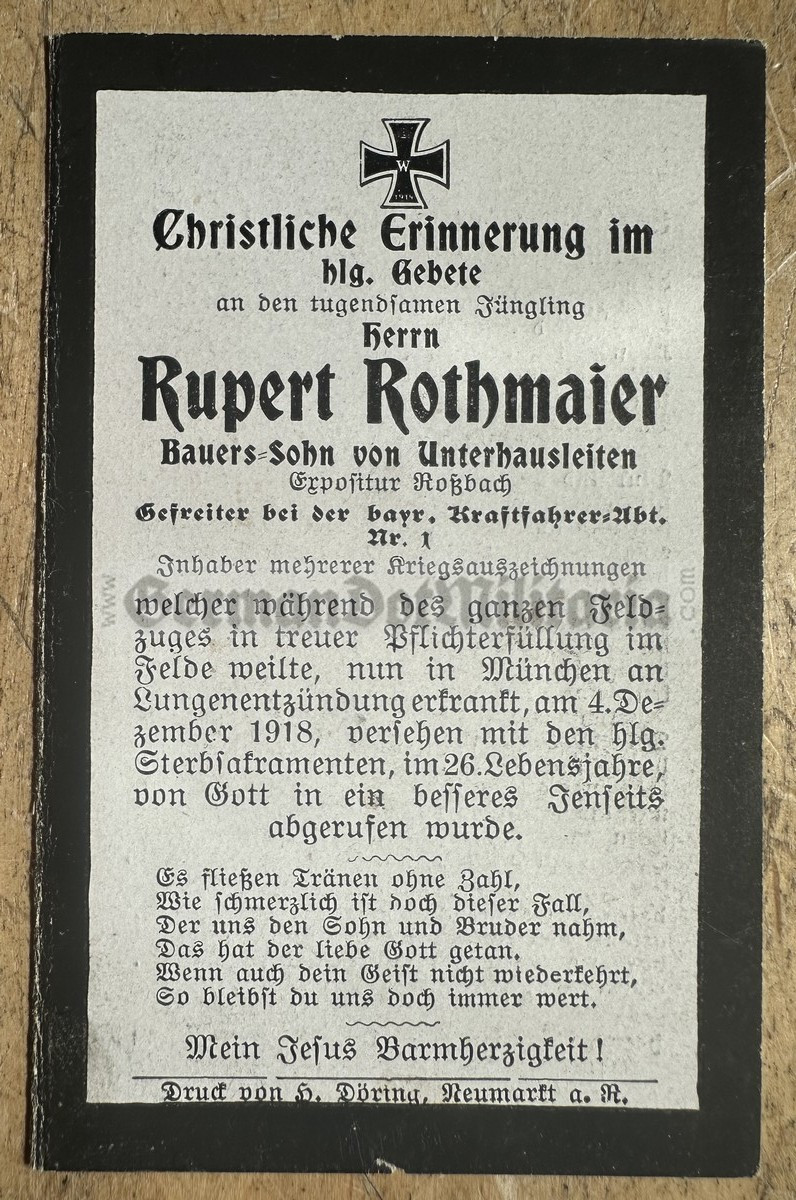 W
1914
Christliche Erinnerung im
hlg. Gebete
an den tugendsamen Jüngling
Herrn
Rupert Rothmaier
Bauers-Sohn von Unterhausleiten
Expositur Roßbach
Gefreiter bei der bayr. Kraftfahrer-Abt.
Nr. 1
Inhaber mehrerer Kriegsauszeichnungen
www.GermanDadMilitaria.com
welcher während des ganzen Feld-
zuges in treuer Pflichterfüllung im
Felde weilte, nun in München an
Lungenentzündung erkrankt, am 4. De-
zember 1918, versehen mit den hlg.
Sterbsakramenten, im 26. Lebensjahre,
von Gott in ein besseres Jenseits
abgerufen wurde.
Es fließen Tränen ohne Zahl,
Wie schmerzlich ist doch dieser Fall,
Der uns den Sohn und Bruder nahm,
Das hat der liebe Gott getan.
Wenn auch dein Geist nicht wiederkehrt,
So bleibst du uns doch immer wert.
Mein Jesus Barmherzigkeit!
Druck von H. Döring, Neumarkt a. R.